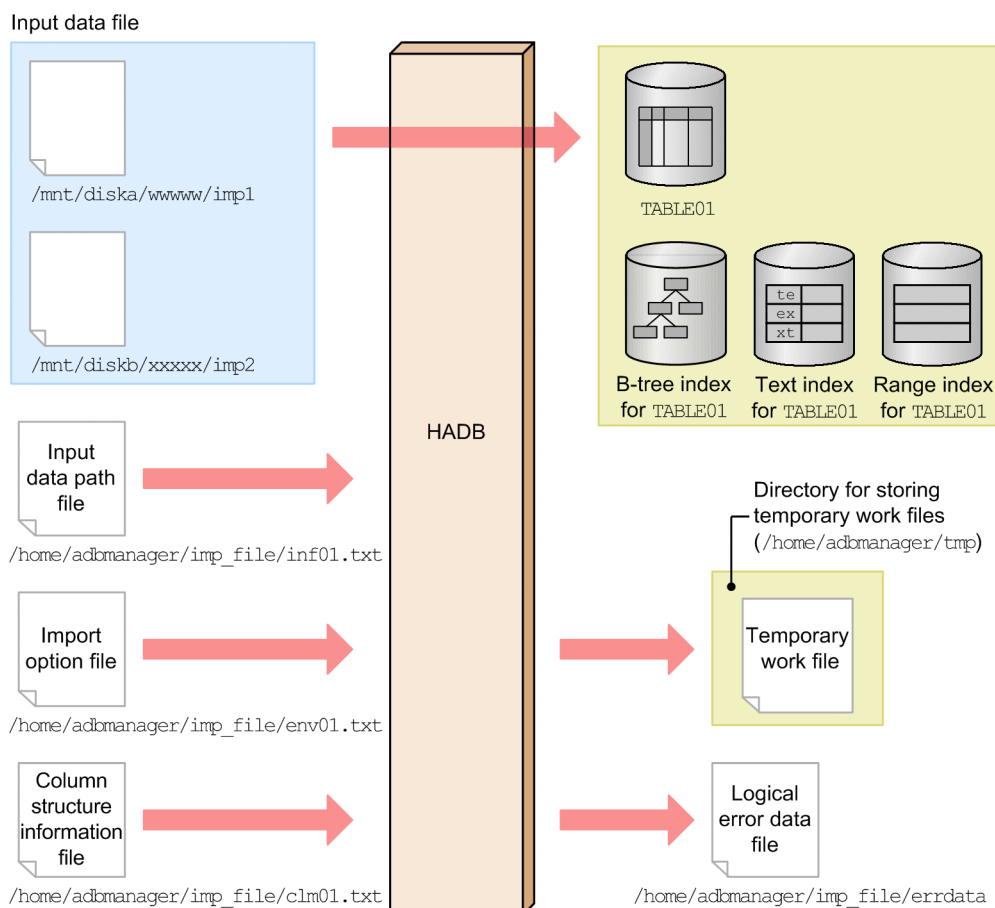 Input data file
/mnt/diska/wwwww/imp1
/mnt/diskb/xxxxx/imp2
TABLE01
te
ex
xt
B-tree index
for TABLE01
Text index
for TABLE01
Range index
for TABLE01
HADB
Input
data path
file
/home/adbmanager/imp_file/inf01.txt
Directory for storing
temporary work files
(/home/adbmanager/tmp)
Import
option file
/home/adbmanager/imp_file/env01.txt
Temporary
work file
Column
structure
information
file
/home/adbmanager/imp_file/clm01.txt
Logical
error data
file
/home/adbmanager/imp_file/errdata